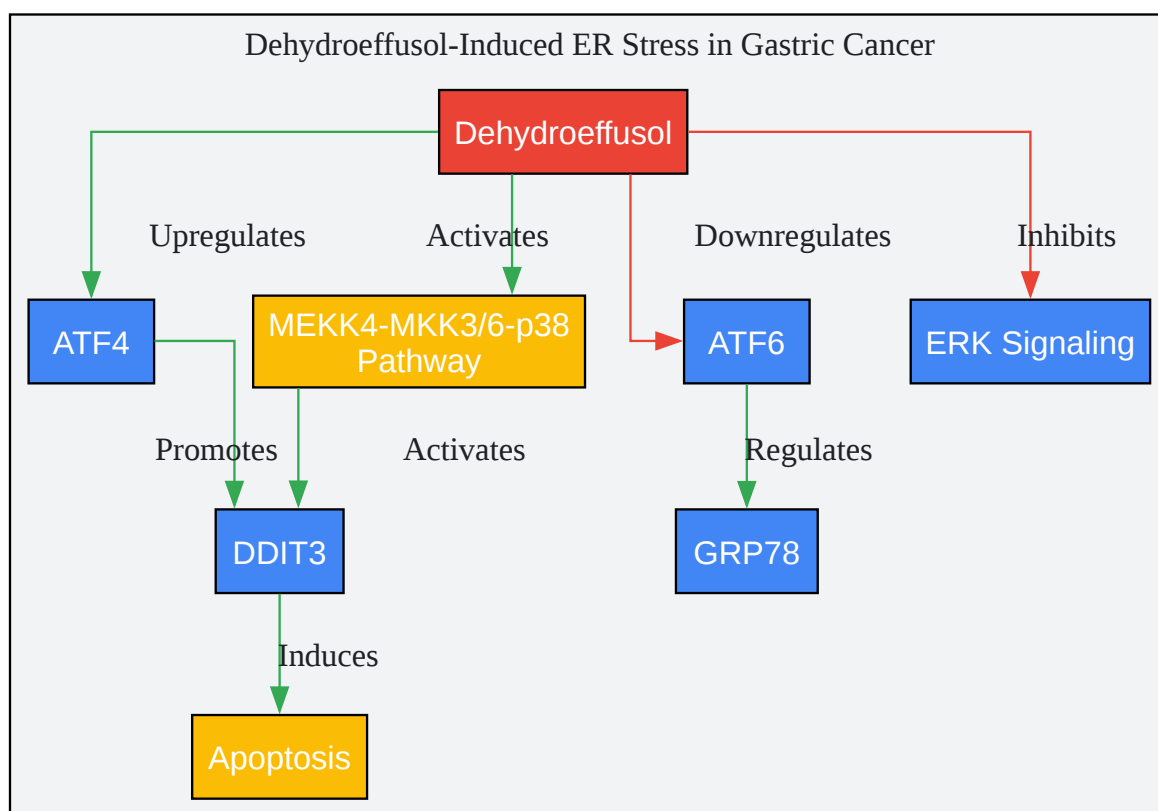 Dehydroeffusol-Induced ER Stress in Gastric Cancer
Dehydroeffusol
Upregulates
Activates
Downregulates
Inhibits
ATF4
MEKK4-MKK3/6-p38
Pathway
ATF6
ERK Signaling
Promotes
Activates
Regulates
DDIT3
GRP78
Induces
Apoptosis